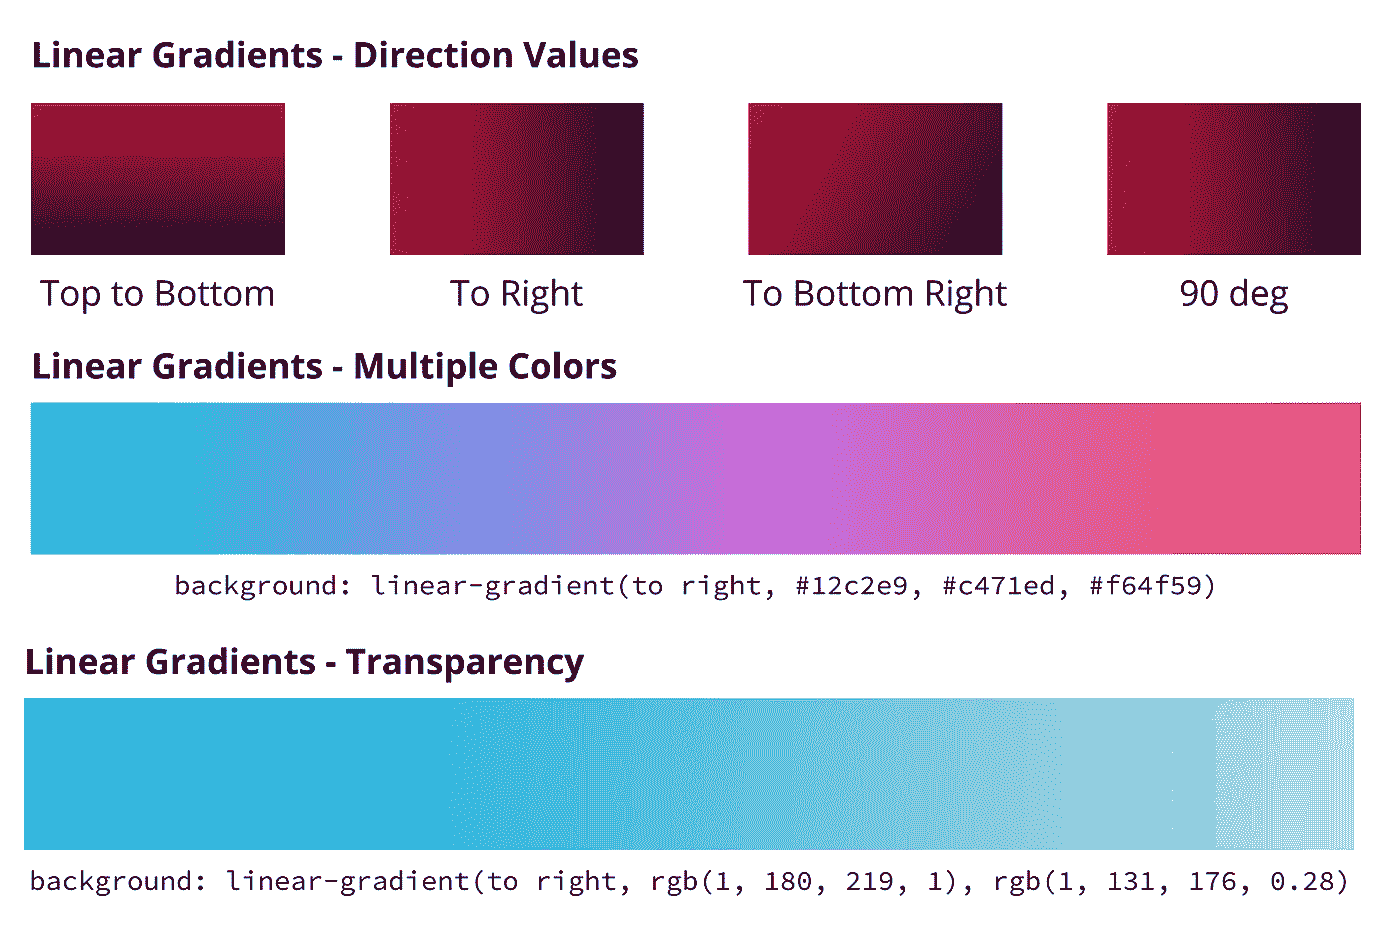 Linear Gradients - Direction Values
Top to Bottom
To Right
To Bottom Right
90 deg
Linear Gradients - Multiple Colors
background: linear-gradient(to right, #12c2e9, #c471ed, #f64f59)
Linear Gradients - Transparency
background: linear-gradient(to right, rgb(1, 180, 219, 1), rgb(1, 131, 176, 0.28)